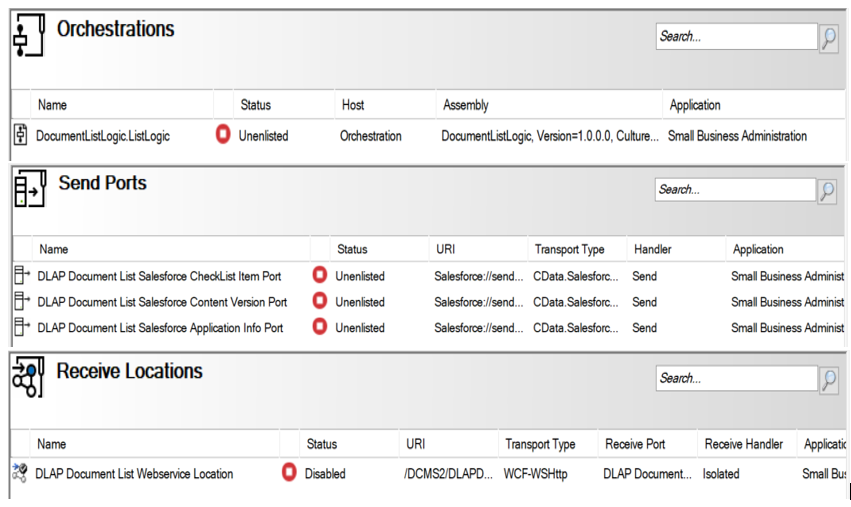 Orchestrations
Search...
Name Status Host Assembly Application
DocumentListLogic.ListLogic Unenlisted Orchestration DocumentListLogic, Version=1.0.0.0, Culture... Small Business Administration
Send Ports
Search...
Name Status URI Transport Type Handler Application
DLAP Document List Salesforce CheckList Item Port Unenlisted Salesforce://send... CData.Salesforc... Send Small Business Administ
DLAP Document List Salesforce Content Version Port Unenlisted Salesforce://send... CData.Salesforc... Send Small Business Administ
DLAP Document List Salesforce Application Info Port Unenlisted Salesforce://send... CData.Salesforc... Send Small Business Administ
Receive Locations
Search...
Name Status URI Transport Type Receive Port Receive Handler Applicatio
DLAP Document List Webservice Location Disabled /DCMS2/DLAPD... WCF-WSHttp DLAP Document... Isolated Small Bus